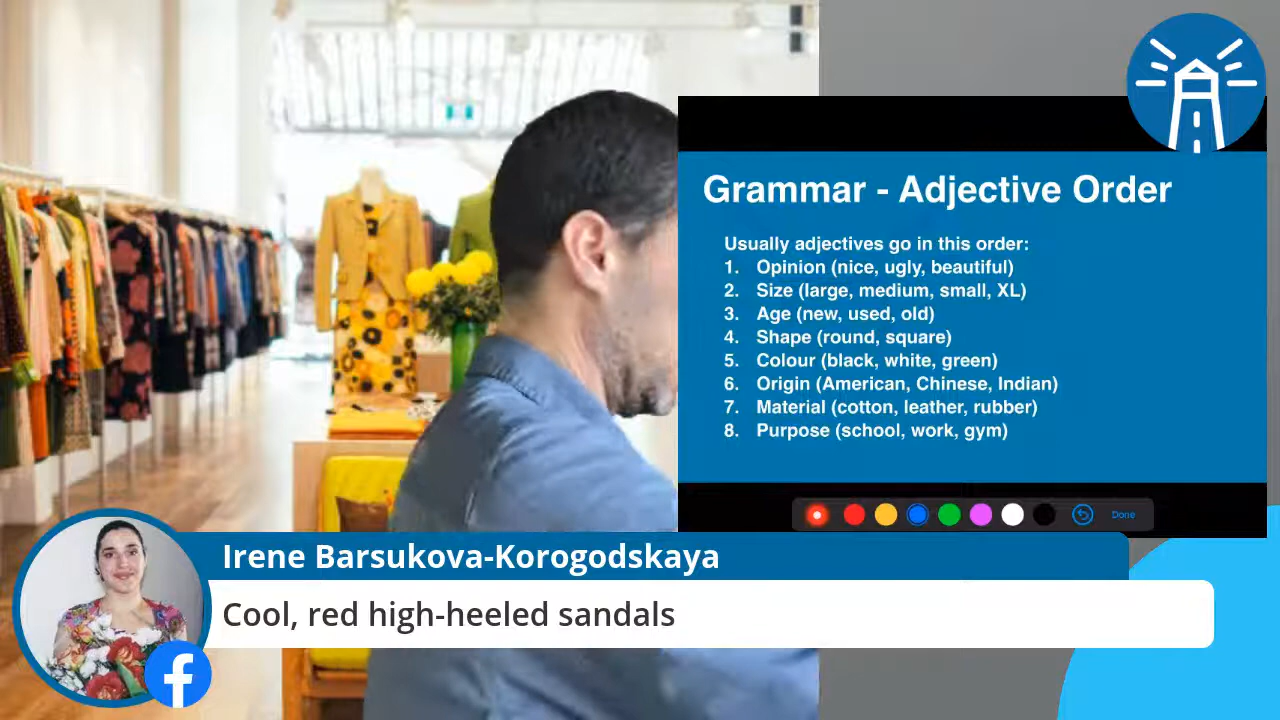 Grammar - Adjective Order
Usually adjectives go in this order:
1. Opinion (nice, ugly, beautiful)
2. Size (large, medium, small, XL)
3. Age (new, used, old)
4. Shape (round, square)
5. Colour (black, white, green)
6. Origin (American, Chinese, Indian)
7. Material (cotton, leather, rubber)
8. Purpose (school, work, gym)
Done
Irene Barsukova-Korogodskaya
Cool, red high-heeled sandals